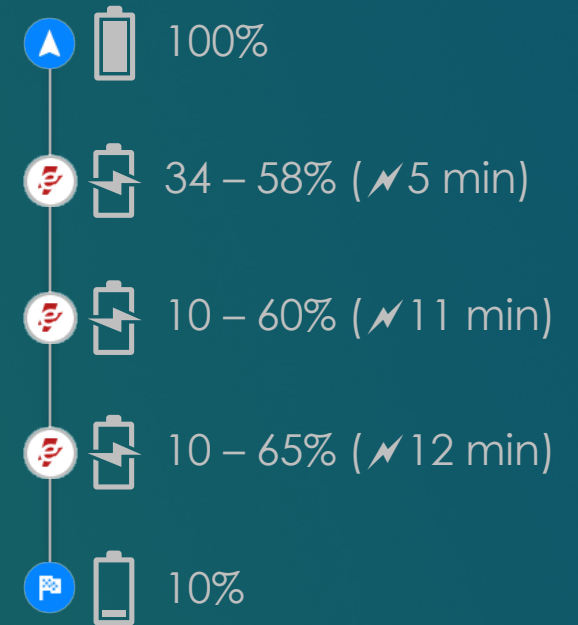 100%
34 – 58% (5 min)
10 – 60% (11 min)
10 – 65% (12 min)
10%